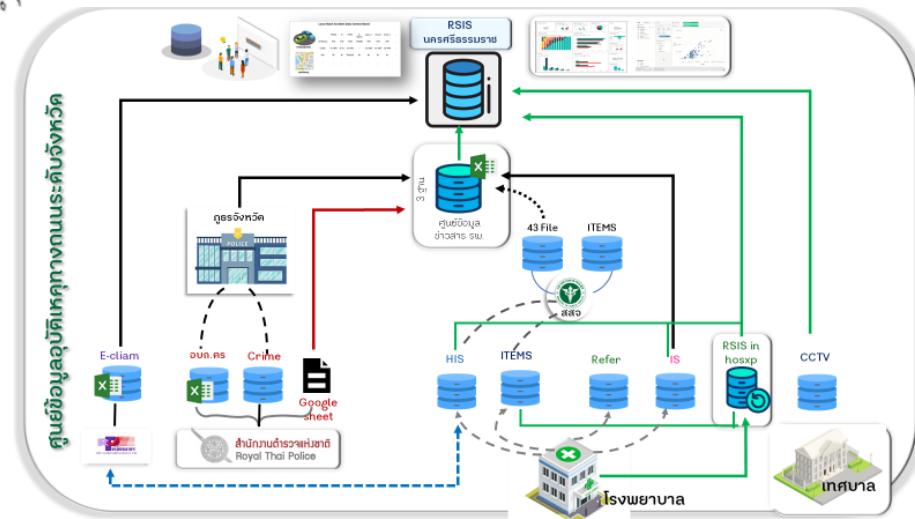 RSIS
นครศรีธรรมราช
ศูนย์ข้อมูลอุบัติเหตุทางถนนระดับจังหวัด
3 ฐาน
ศูนย์ข้อมูล
ข่าวสาร รพ.
ภูธรจังหวัด
POLICE
43 File
ITEMS
สสจ
E-cliam
อบถ.ศร
Crime
Google
sheet
HIS
ITEMS
Refer
IS
RSIS in
hosxp
CCTV
สำนักงานตำรวจแห่งชาติ
Royal Thai Police
โรงพยาบาล
เทศบาล